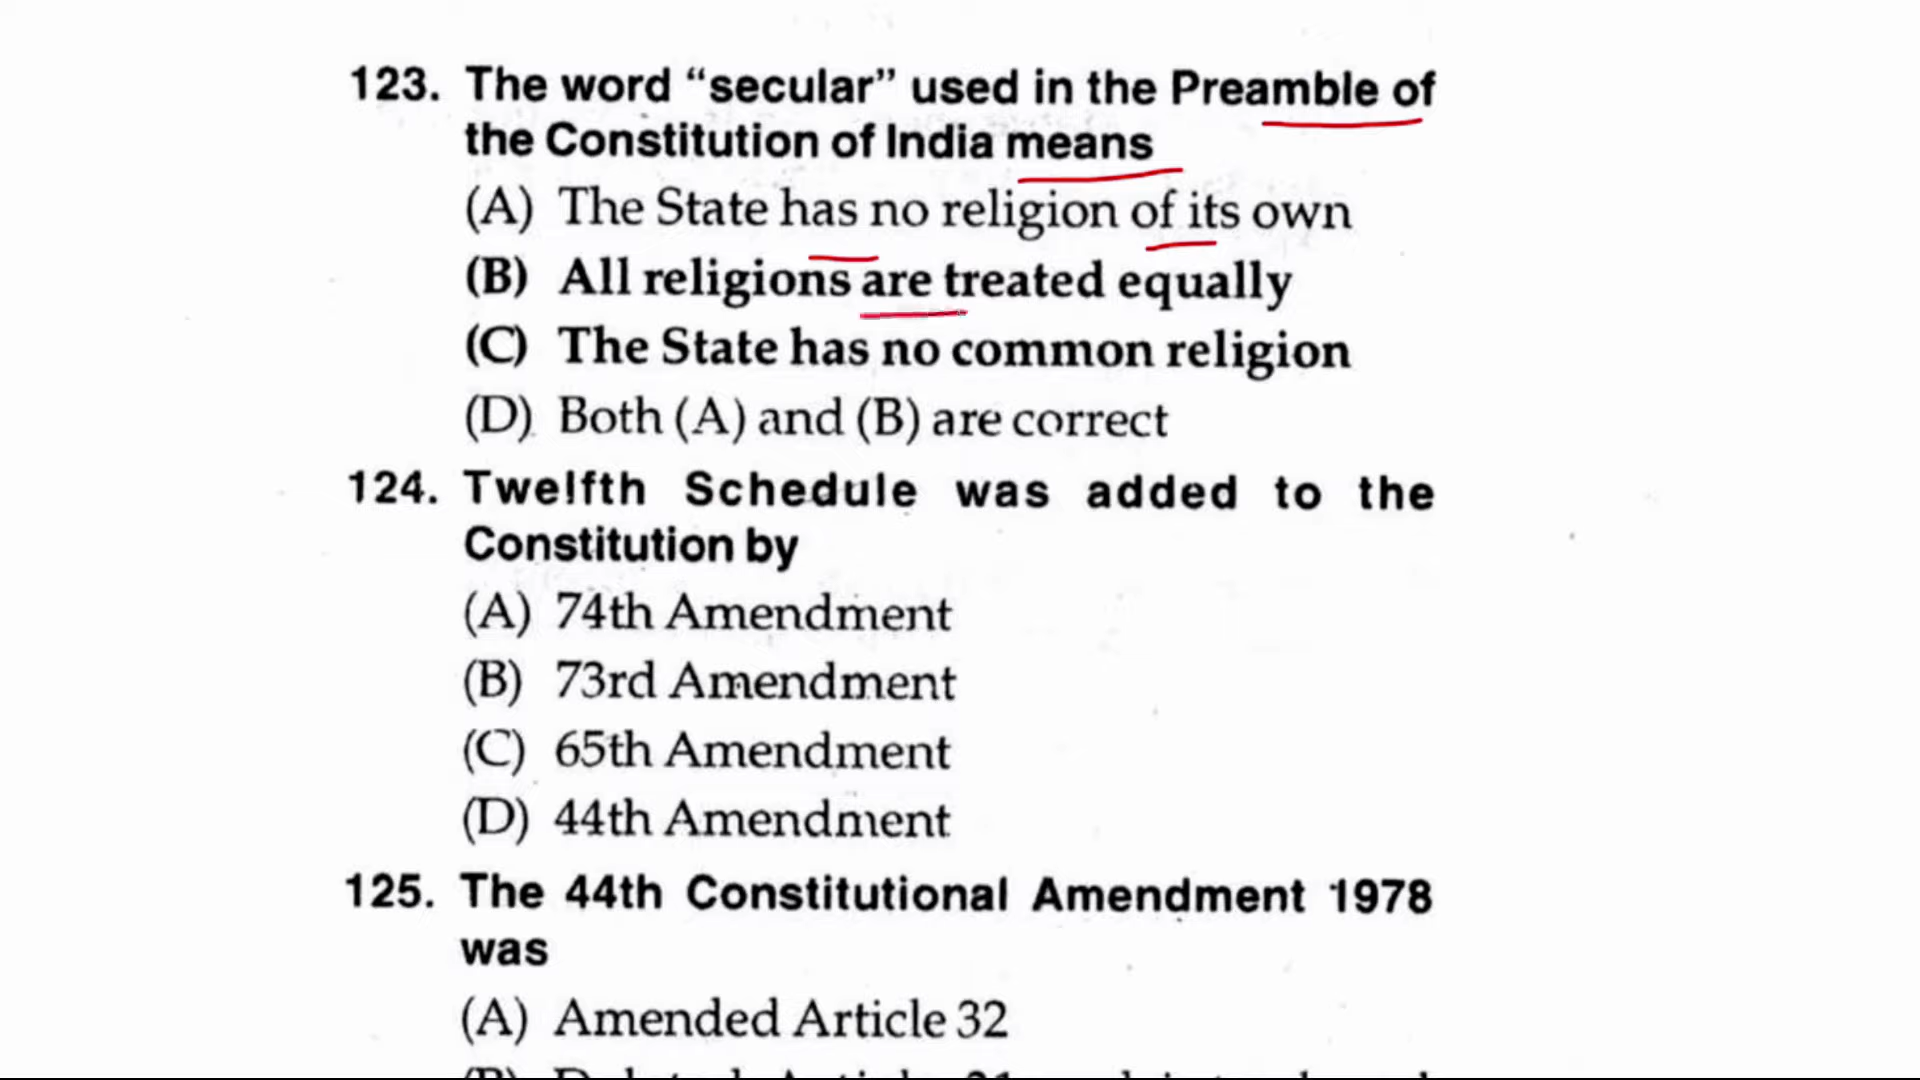 123. The word “secular” used in the Preamble of
the Constitution of India means
(A) The State has no religion of its own
(B) All religions are treated equally
(C) The State has no common religion
(D) Both (A) and (B) are correct
124. Twelfth Schedule was added to the
Constitution by
(A) 74th Amendment
(B) 73rd Amendment
(C) 65th Amendment
(D) 44th Amendment
125. The 44th Constitutional Amendment 1978
was
(A) Amended Article 32